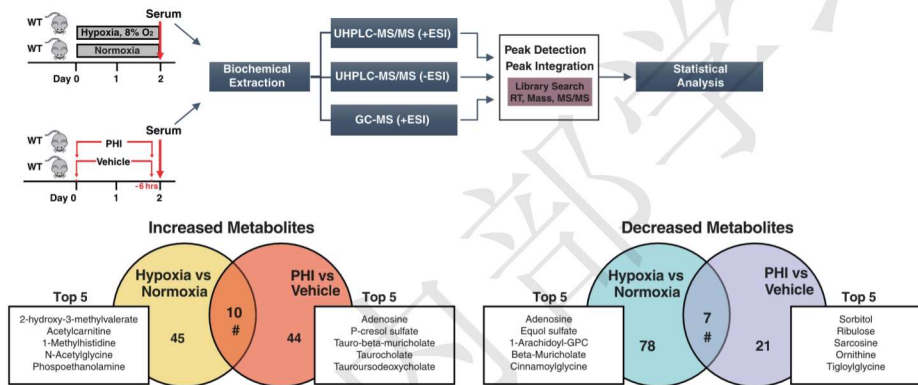 Serum
WT
Hypoxia, 8% O₂
WT
Normoxia
Day 0 1 2
Serum
WT
PHI
WT
Vehicle
~6 hrs
Day 0 1 2
Biochemical
Extraction
UHPLC-MS/MS (+ESI)
UHPLC-MS/MS (-ESI)
GC-MS (+ESI)
Peak Detection
Peak Integration
Library Search
RT, Mass, MS/MS
Statistical
Analysis
Increased Metabolites
Hypoxia vs
Normoxia
45
10
#
PHI vs
Vehicle
44
Top 5
2-hydroxy-3-methylvalerate
Acetylcarnitine
1-Methylhistidine
N-Acetylglycine
Phospoethanolamine
Top 5
Adenosine
P-cresol sulfate
Tauro-beta-muricholate
Taurocholate
Tauroursodeoxycholate
Decreased Metabolites
Hypoxia vs
Normoxia
78
7
#
PHI vs
Vehicle
21
Top 5
Adenosine
Equol sulfate
1-Arachidoyl-GPC
Beta-Muricholate
Cinnamoylglycine
Top 5
Sorbitol
Ribulose
Sarcosine
Ornithine
Tigloylglycine
内部学